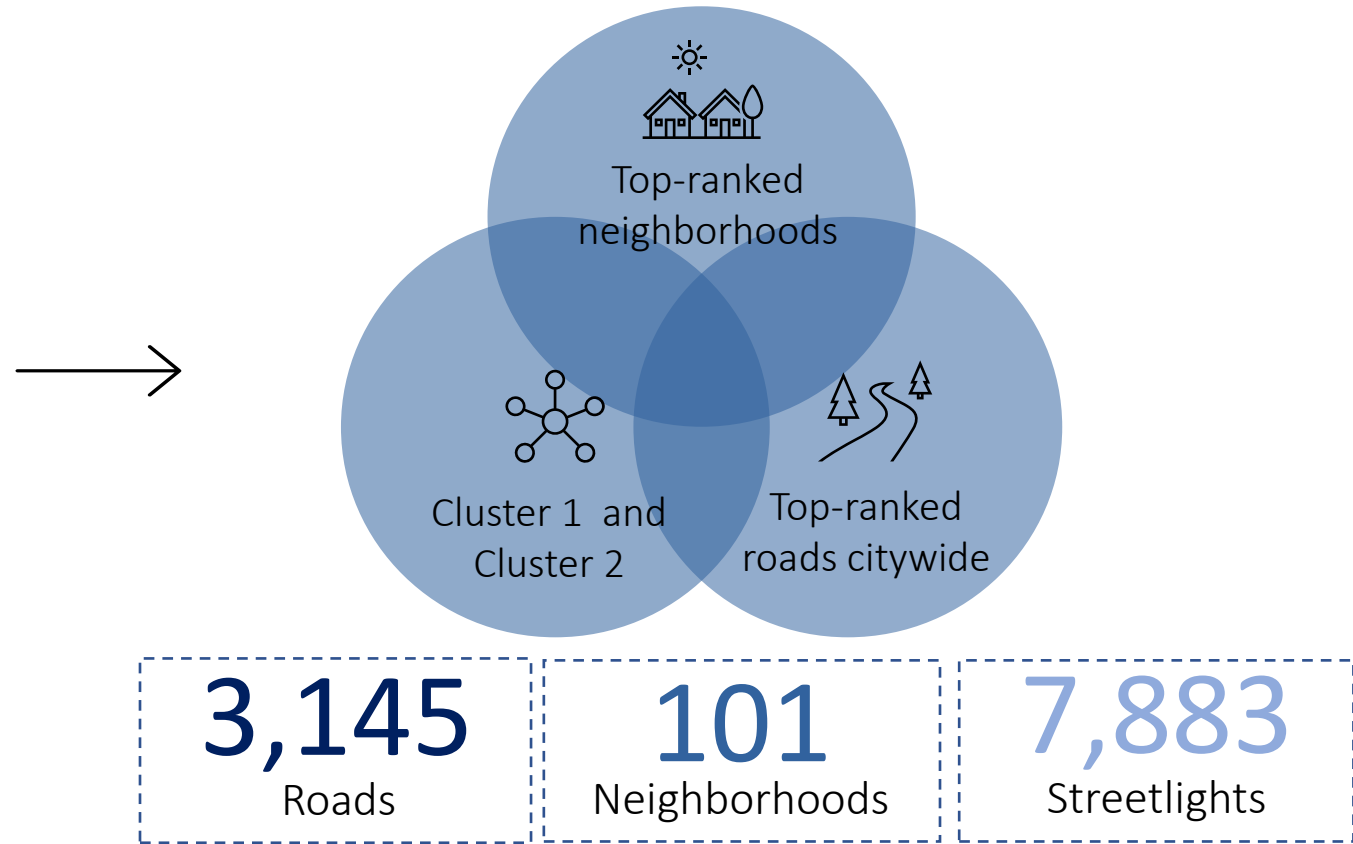 Top-ranked
neighborhoods
Cluster 1 and
Cluster 2
Top-ranked
roads citywide
3,145
Roads
101
Neighborhoods
7,883
Streetlights